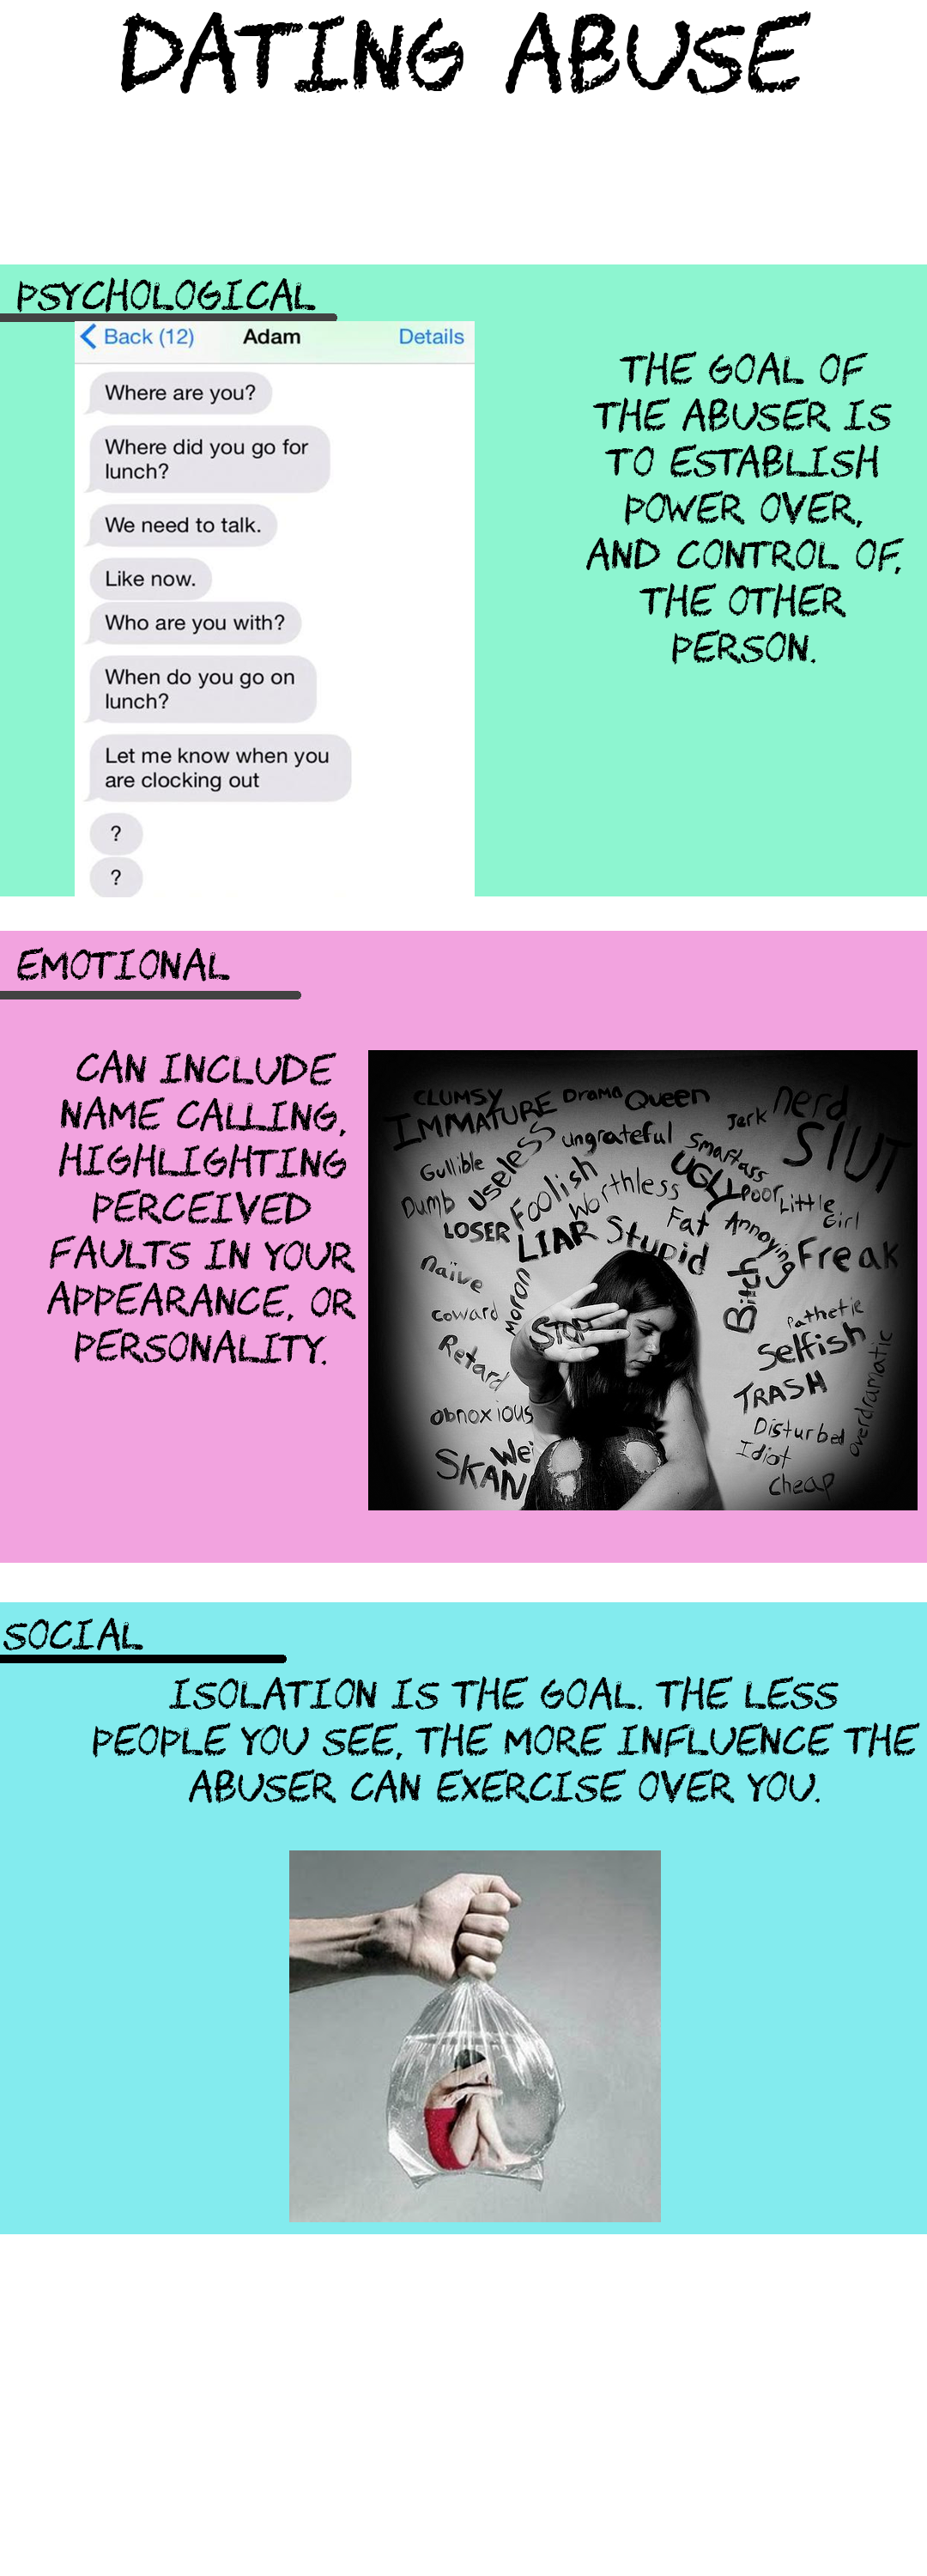 DATING ABUSE
PSYCHOLOGICAL
Back (12) Adam Details
Where are you?
Where did you go for
lunch?
We need to talk.
Like now.
Who are you with?
When do you go on
lunch?
Let me know when you
are clocking out
?
?
THE GOAL OF
THE ABUSER IS
TO ESTABLISH
POWER OVER,
AND CONTROL OF,
THE OTHER
PERSON.
EMOTIONAL
CAN INCLUDE
NAME CALLING,
HIGHLIGHTING
PERCEIVED
FAULTS IN YOUR
APPEARANCE, OR
PERSONALITY.
CLUMSY
IMMATURE
Drama Queen
Jerk
nerd
SlUT
ungrateful
Smartass
Gullible
Useless
Foolish
Worthless
UGLY
Poor Little
Girl
Dumb
LOSER
LIAR
Stupid
Fat
Annoying
Freak
Naïve
Moron
Bitch
Coward
STOP
Pathetic
Selfish
Retard
TRASH
overdramatic
obnoxious
Disturbed
Idiot
Wei
SKAN
Cheap
SOCIAL
ISOLATION IS THE GOAL. THE LESS
PEOPLE YOU SEE, THE MORE INFLUENCE THE
ABUSER CAN EXERCISE OVER YOU.